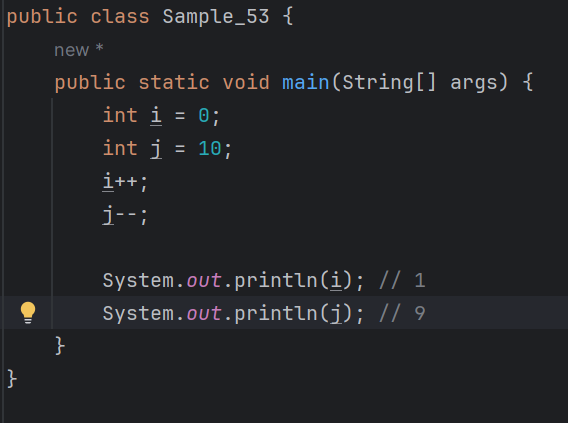 public class Sample_53 {
new *
public static void main(String[] args) {
int i = 0;
int j = 10;
i++;
j--;
System.out.println(i); // 1
System.out.println(j); // 9
}
}